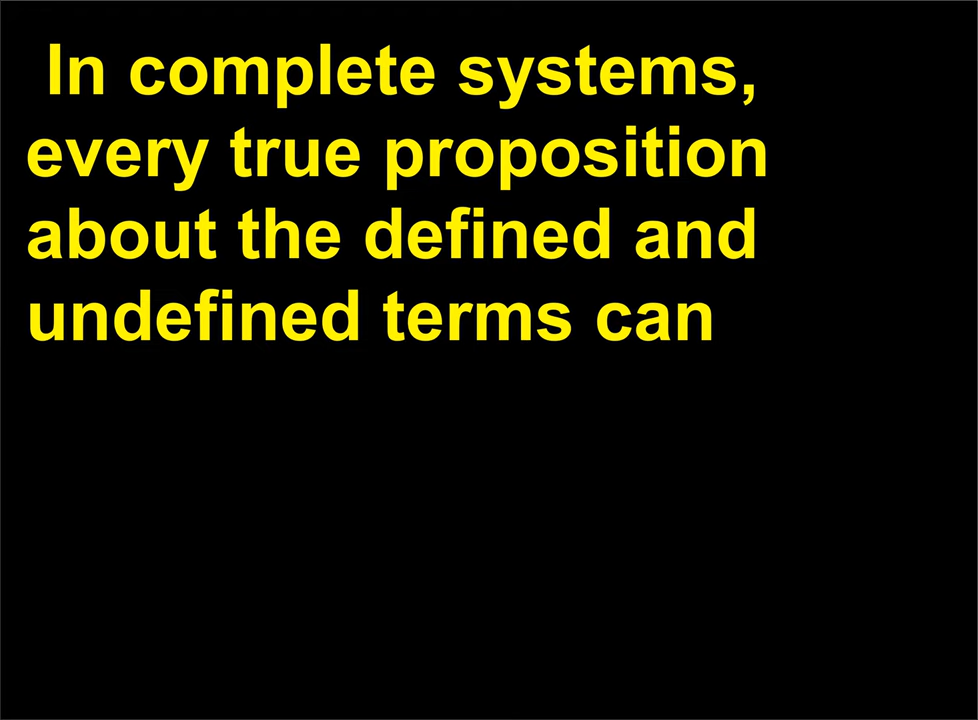 In complete systems,
every true proposition
about the defined and
undefined terms can